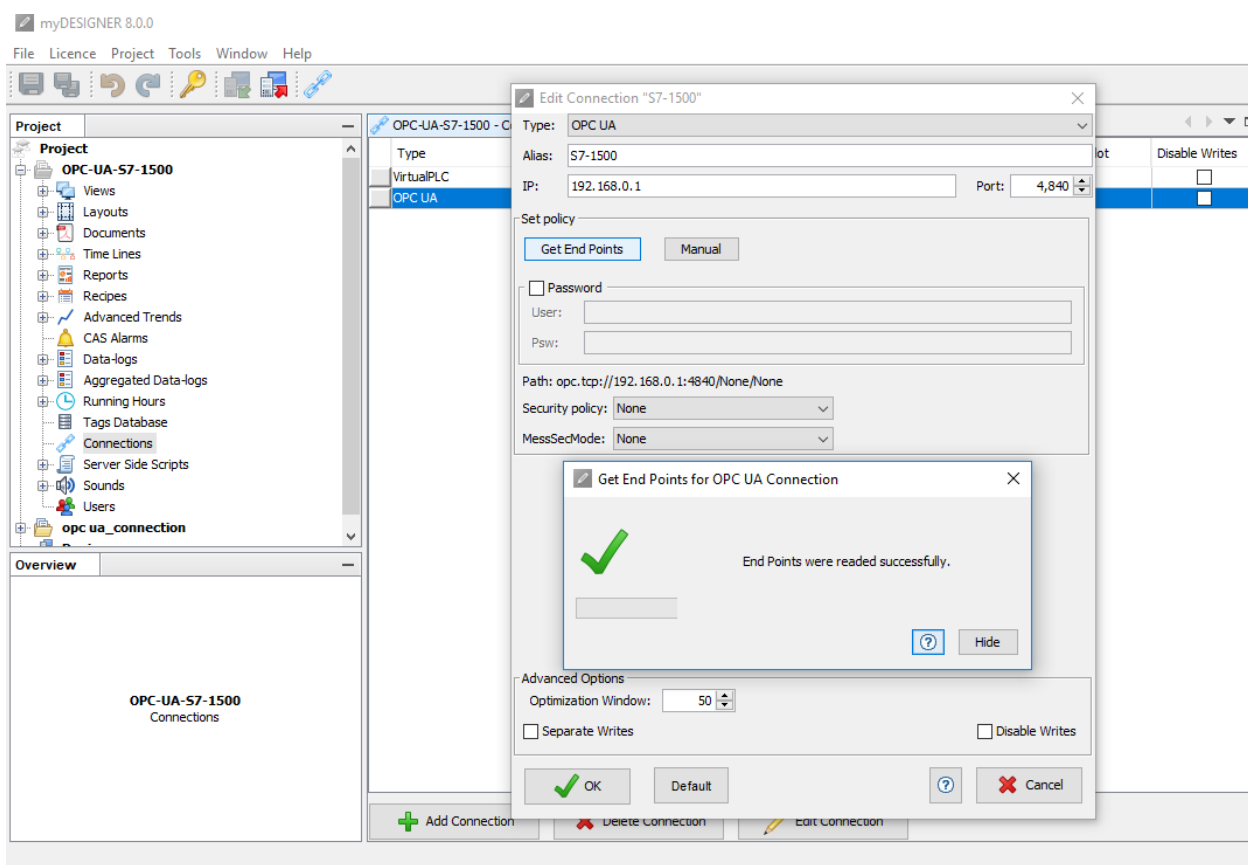 myDESIGNER 8.0.0
File Licence Project Tools Window Help
Project
Project
OPC-UA-S7-1500
Views
Layouts
Documents
Time Lines
Reports
Recipes
Advanced Trends
CAS Alarms
Data-logs
Aggregated Data-logs
Running Hours
Tags Database
Connections
Server Side Scripts
Sounds
Users
opc ua_connection
Overview
OPC-UA-S7-1500
Connections
OPC-UA-S7-1500 - C
Type lot Disable Writes
VirtualPLC
OPC UA
Edit Connection "S7-1500"
Type: OPC UA
Alias: S7-1500
IP: 192.168.0.1 Port: 4,840
Set policy
Get End Points Manual
Password
User:
Psw:
Path: opc.tcp://192.168.0.1:4840/None/None
Security policy: None
MessSecMode: None
Get End Points for OPC UA Connection
End Points were readed successfully.
? Hide
Advanced Options
Optimization Window: 50
Separate Writes Disable Writes
OK Default ? Cancel
Add Connection Delete Connection Edit Connection